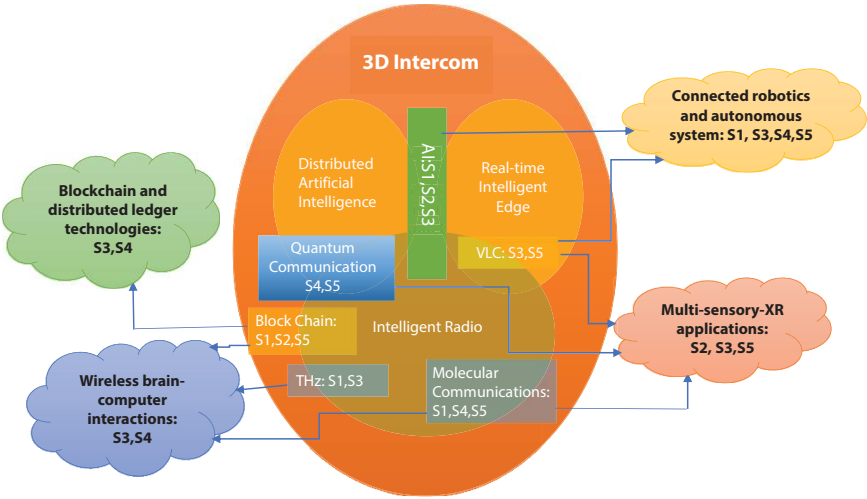 3D Intercom
Connected robotics
and autonomous
system: S1, S3,S4,S5
Distributed
Artificial
Intelligence
AI:S1,S2,S3
Real-time
Intelligent
Edge
Blockchain and
distributed ledger
technologies:
S3,S4
Quantum
Communication
S4,S5
VLC: S3,S5
Block Chain:
S1,S2,S5
Intelligent Radio
Multi-sensory-XR
applications:
S2, S3,S5
Wireless brain-
computer
interactions:
S3,S4
THz: S1,S3
Molecular
Communications:
S1,S4,S5